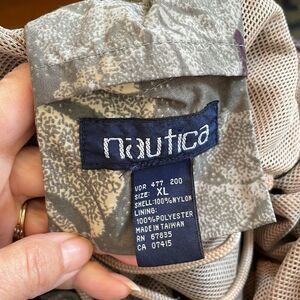 nautica
VDR 477 200
SIZE: XL
SHELL:100%NYLON
LINING:
100%POLYESTER
MADE IN TAIWAN
RN 67835
CA 07415